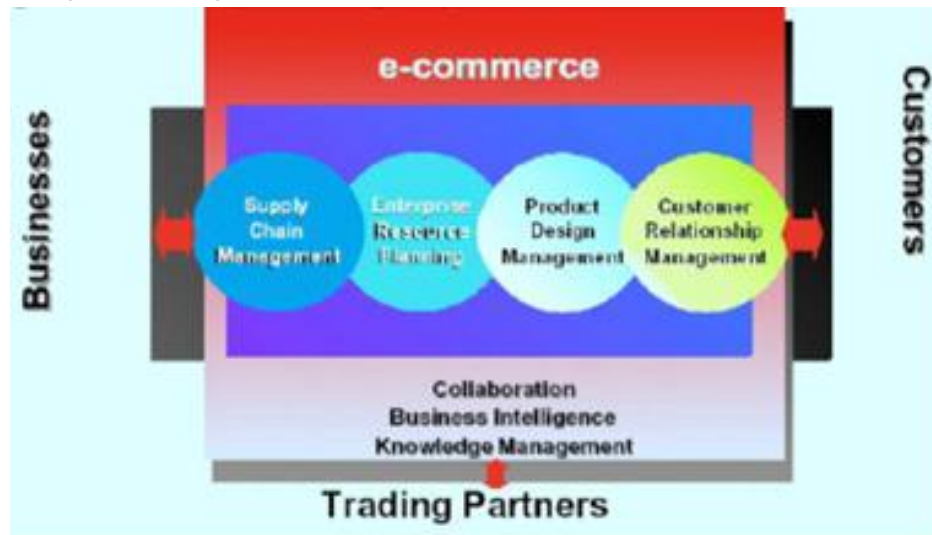 e-commerce
Businesses
Customers
Supply
Chain
Management
Enterprise
Resource
Planning
Product
Design
Management
Customer
Relationship
Management
Collaboration
Business Intelligence
Knowledge Management
Trading Partners